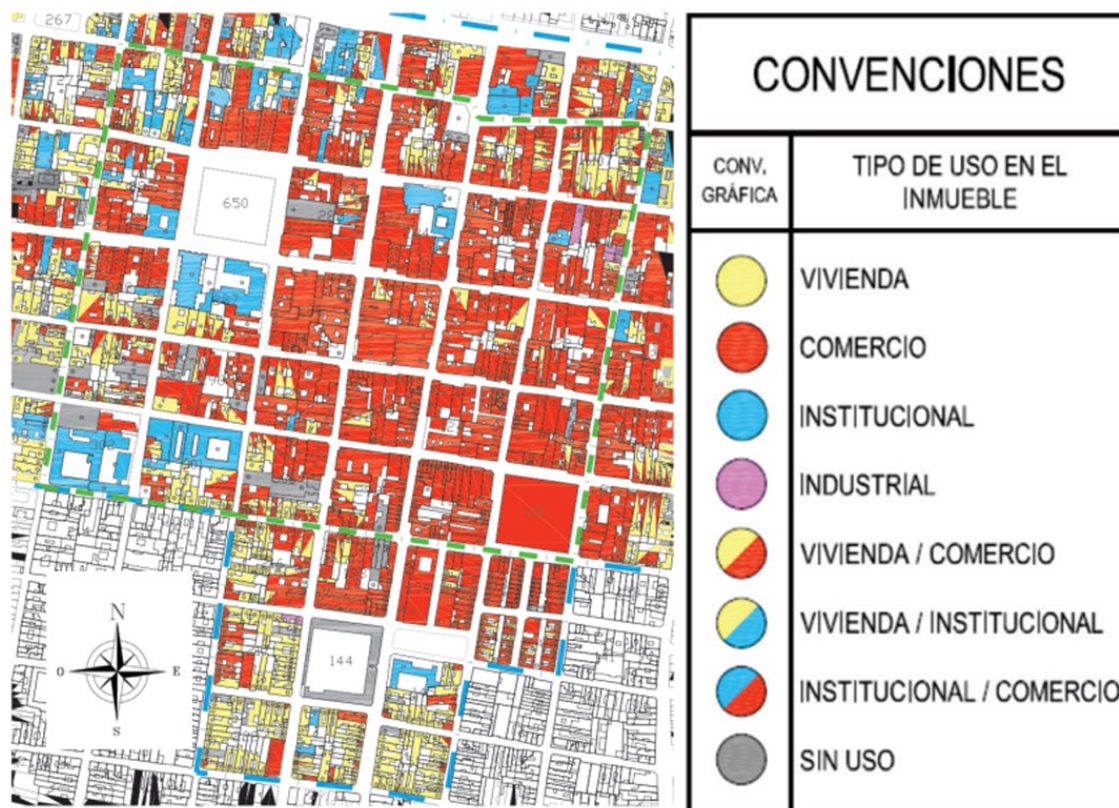 267
650
144
N
O
E
S
CONVENCIONES
CONV.
GRÁFICA
TIPO DE USO EN EL
INMUEBLE
VIVIENDA
COMERCIO
INSTITUCIONAL
INDUSTRIAL
VIVIENDA / COMERCIO
VIVIENDA / INSTITUCIONAL
INSTITUCIONAL / COMERCIO
SIN USO